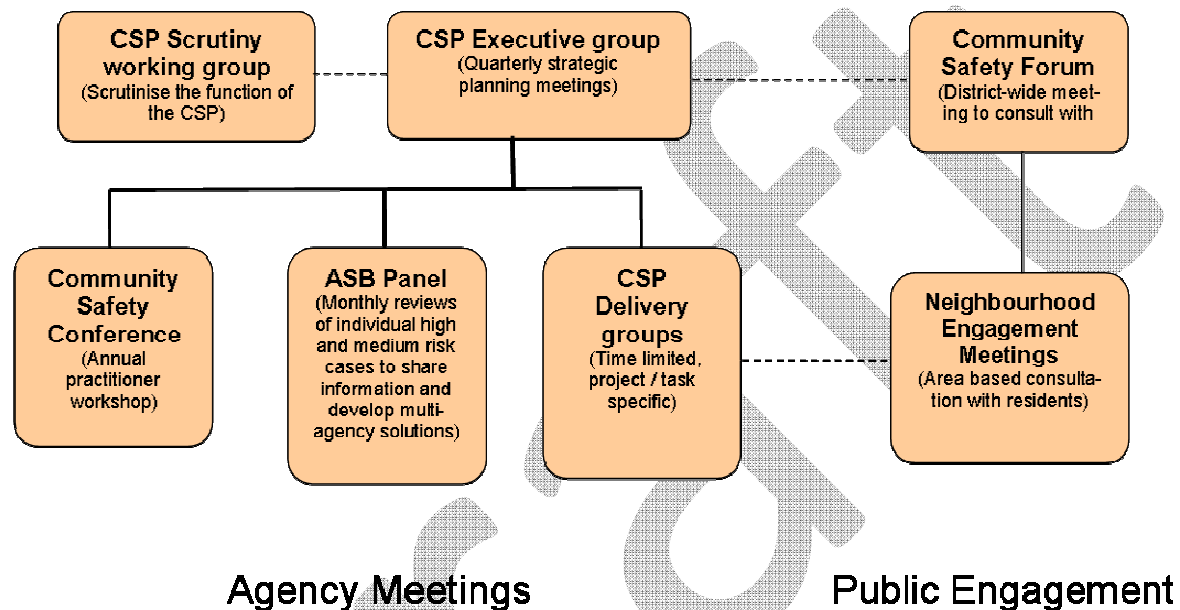 CSP Scrutiny
working group
(Scrutinise the function of
the CSP)
CSP Executive group
(Quarterly strategic
planning meetings)
Community
Safety Forum
(District-wide meet-
ing to consult with
Community
Safety
Conference
(Annual
practitioner
workshop)
ASB Panel
(Monthly reviews
of individual high
and medium risk
cases to share
information and
develop multi-
agency solutions)
CSP
Delivery
groups
(Time limited,
project / task
specific)
Neighbourhood
Engagement
Meetings
(Area based consulta-
tion with residents)
Agency Meetings
Public Engagement